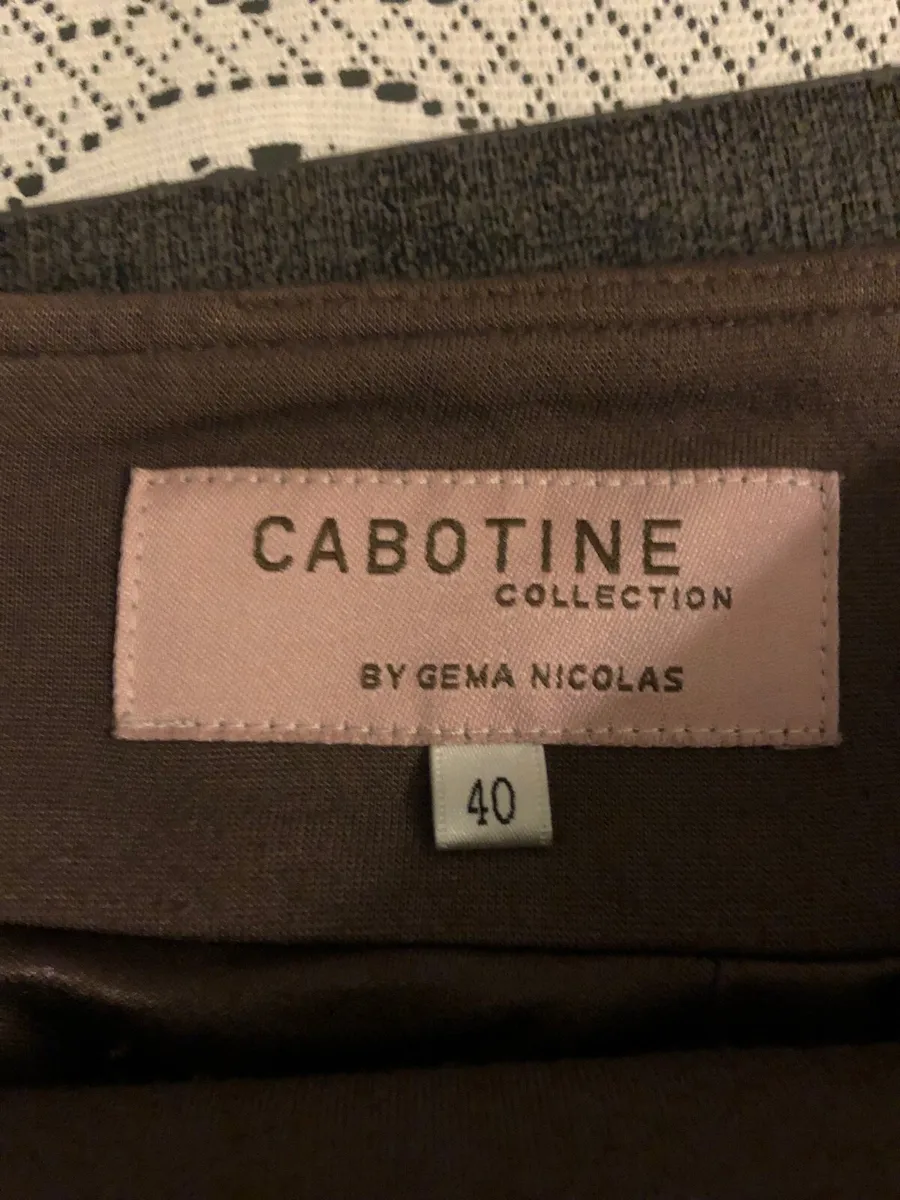 CABOTINE
COLLECTION
BY GEMA NICOLAS
40